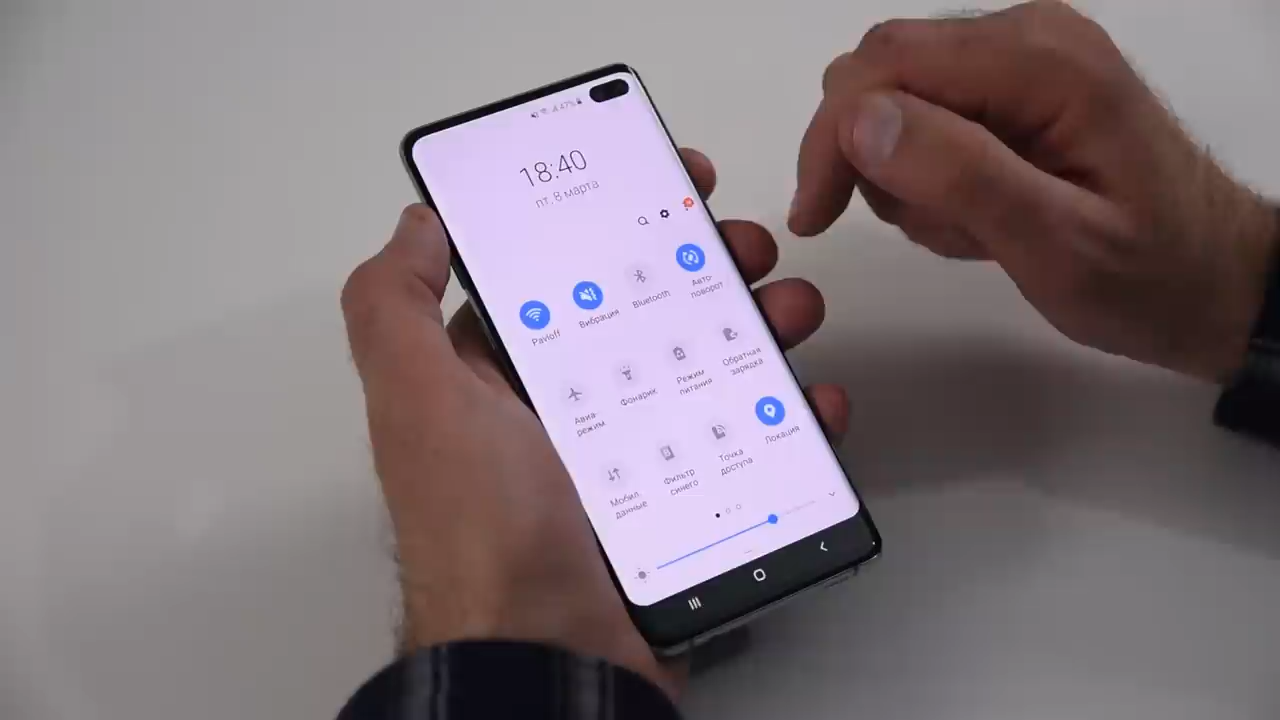 47%
18:40
пт, 8 марта
Pavloff
Вибрация
Bluetooth
Авто-
поворот
Авиа-
режим
Фонарик
Режим
питания
Обратная
зарядка
Мобил.
данные
Фильтр
синего
Точка
доступа
Локация